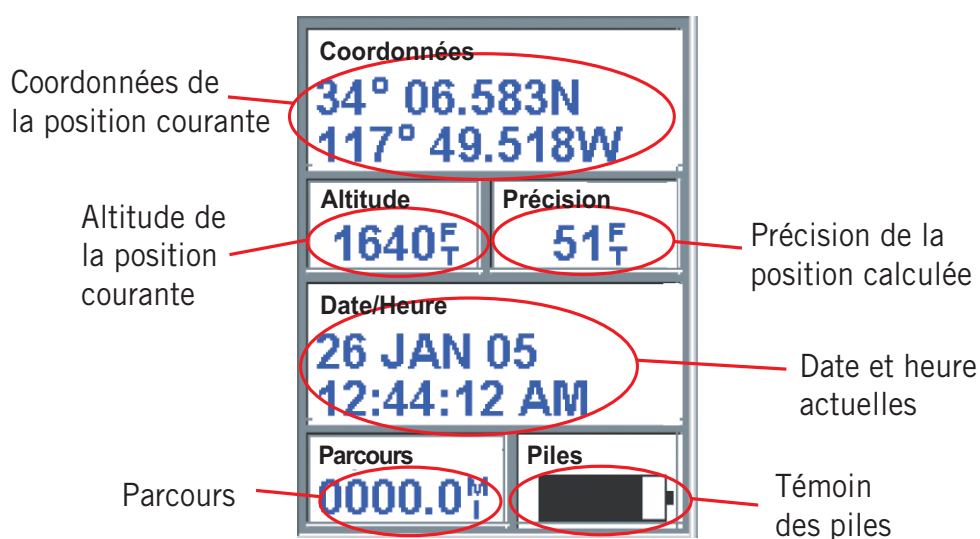 Coordonnées
34° 06.583N
117° 49.518W
Coordonnées de
la position courante
Altitude
1640FT
Précision
51FT
Altitude de
la position
courante
Précision de la
position calculée
Date/Heure
26 JAN 05
12:44:12 AM
Date et heure
actuelles
Parcours
0000.0MI
Piles
Parcours
Témoin
des piles